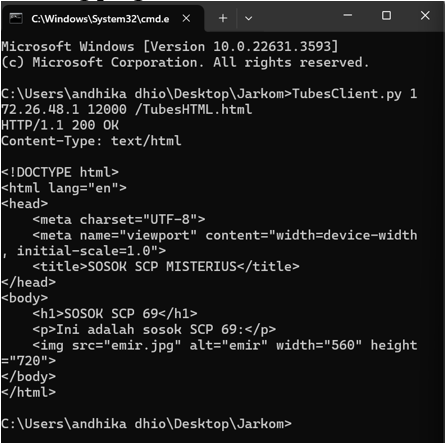 C:\Windows\System32\cmd.e
Microsoft Windows [Version 10.0.22631.3593]
(c) Microsoft Corporation. All rights reserved.
C:\Users\andhika dhio\Desktop\Jarkom>TubesClient.py 1
72.26.48.1 12000 /TubesHTML.html
HTTP/1.1 200 OK
Content-Type: text/html
<!DOCTYPE html>
<html lang="en">
<head>
    <meta charset="UTF-8">
    <meta name="viewport" content="width=device-width
, initial-scale=1.0">
    <title>SOSOK SCP MISTERIUS</title>
</head>
<body>
    <h1>SOSOK SCP 69</h1>
    <p>Ini adalah sosok SCP 69:</p>
    <img src="emir.jpg" alt="emir" width="560" height
="720">
</body>
</html>
C:\Users\andhika dhio\Desktop\Jarkom>